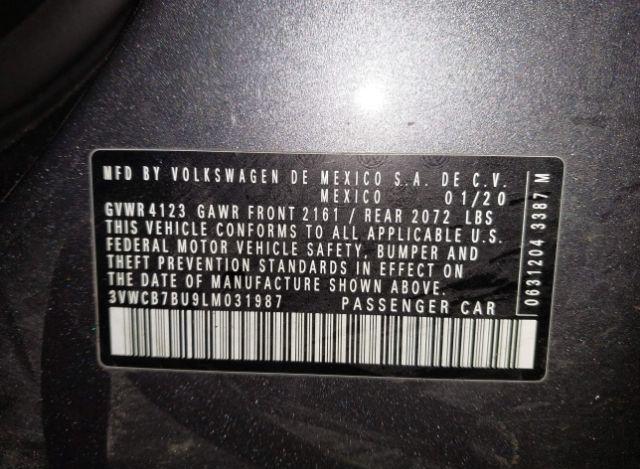 MFD BY VOLKSWAGEN DE MEXICO S.A. DE C.V.
MEXICO 01/20
GVWR 4123 GAWR FRONT 2161 / REAR 2072 LBS
THIS VEHICLE CONFORMS TO ALL APPLICABLE U.S.
FEDERAL MOTOR VEHICLE SAFETY, BUMPER AND
THEFT PREVENTION STANDARDS IN EFFECT ON
THE DATE OF MANUFACTURE SHOWN ABOVE.
3VWCB7BU9LM031987 PASSENGER CAR
0631204 3387 M